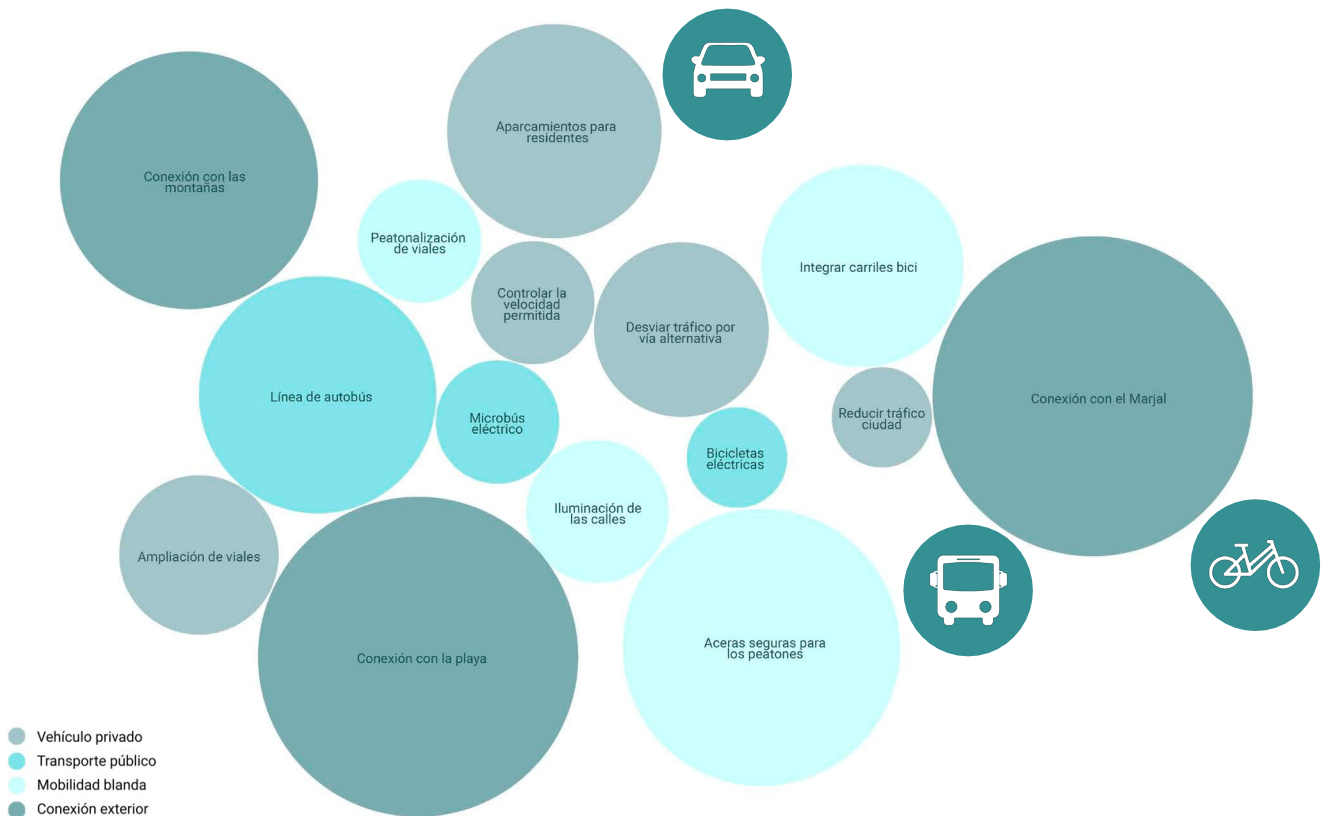 Aparcamientos para
residentes
Conexión con las
montañas
Peatonalización
de viales
Integrar carriles bici
Controlar la
velocidad
permitida
Desviar tráfico por
vía alternativa
Línea de autobús
Conexión con el Marjal
Microbús
eléctrico
Reducir tráfico
ciudad
Bicicletas
eléctricas
Iluminación de
las calles
Ampliación de viales
Aceras seguras para
los peatones
Conexión con la playa
Vehículo privado
Transporte público
Mobilidad blanda
Conexión exterior